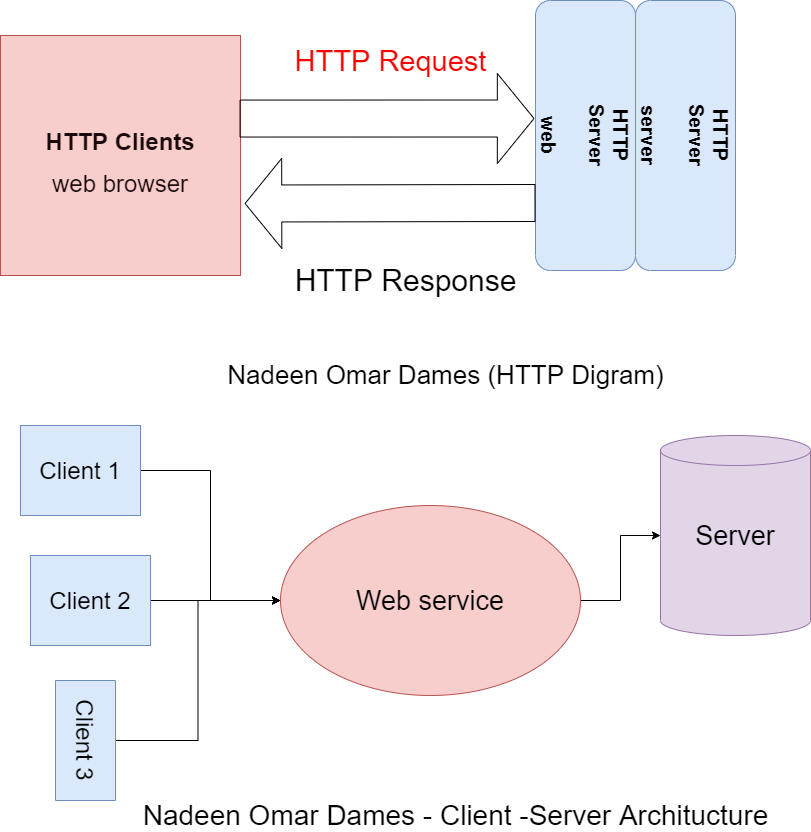 HTTP Request
HTTP Clients
web browser
HTTP
Server
web
HTTP
Server
server
HTTP Response
Nadeen Omar Dames (HTTP Digram)
Client 1
Client 2
Client 3
Web service
Server
Nadeen Omar Dames - Client -Server Architucture